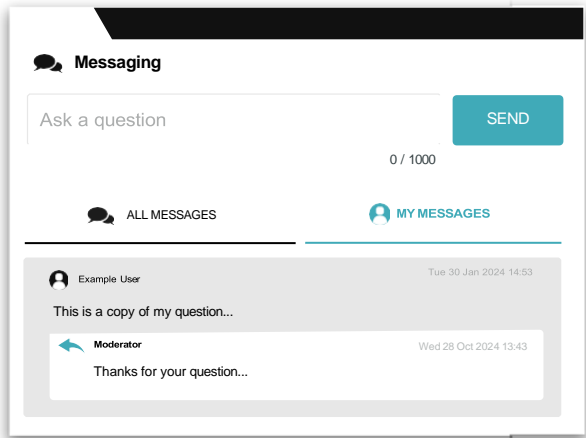 Messaging
Ask a question
SEND
0 / 1000
ALL MESSAGES
MY MESSAGES
Example User
Tue 30 Jan 2024 14:53
This is a copy of my question...
Moderator
Wed 28 Oct 2024 13:43
Thanks for your question...